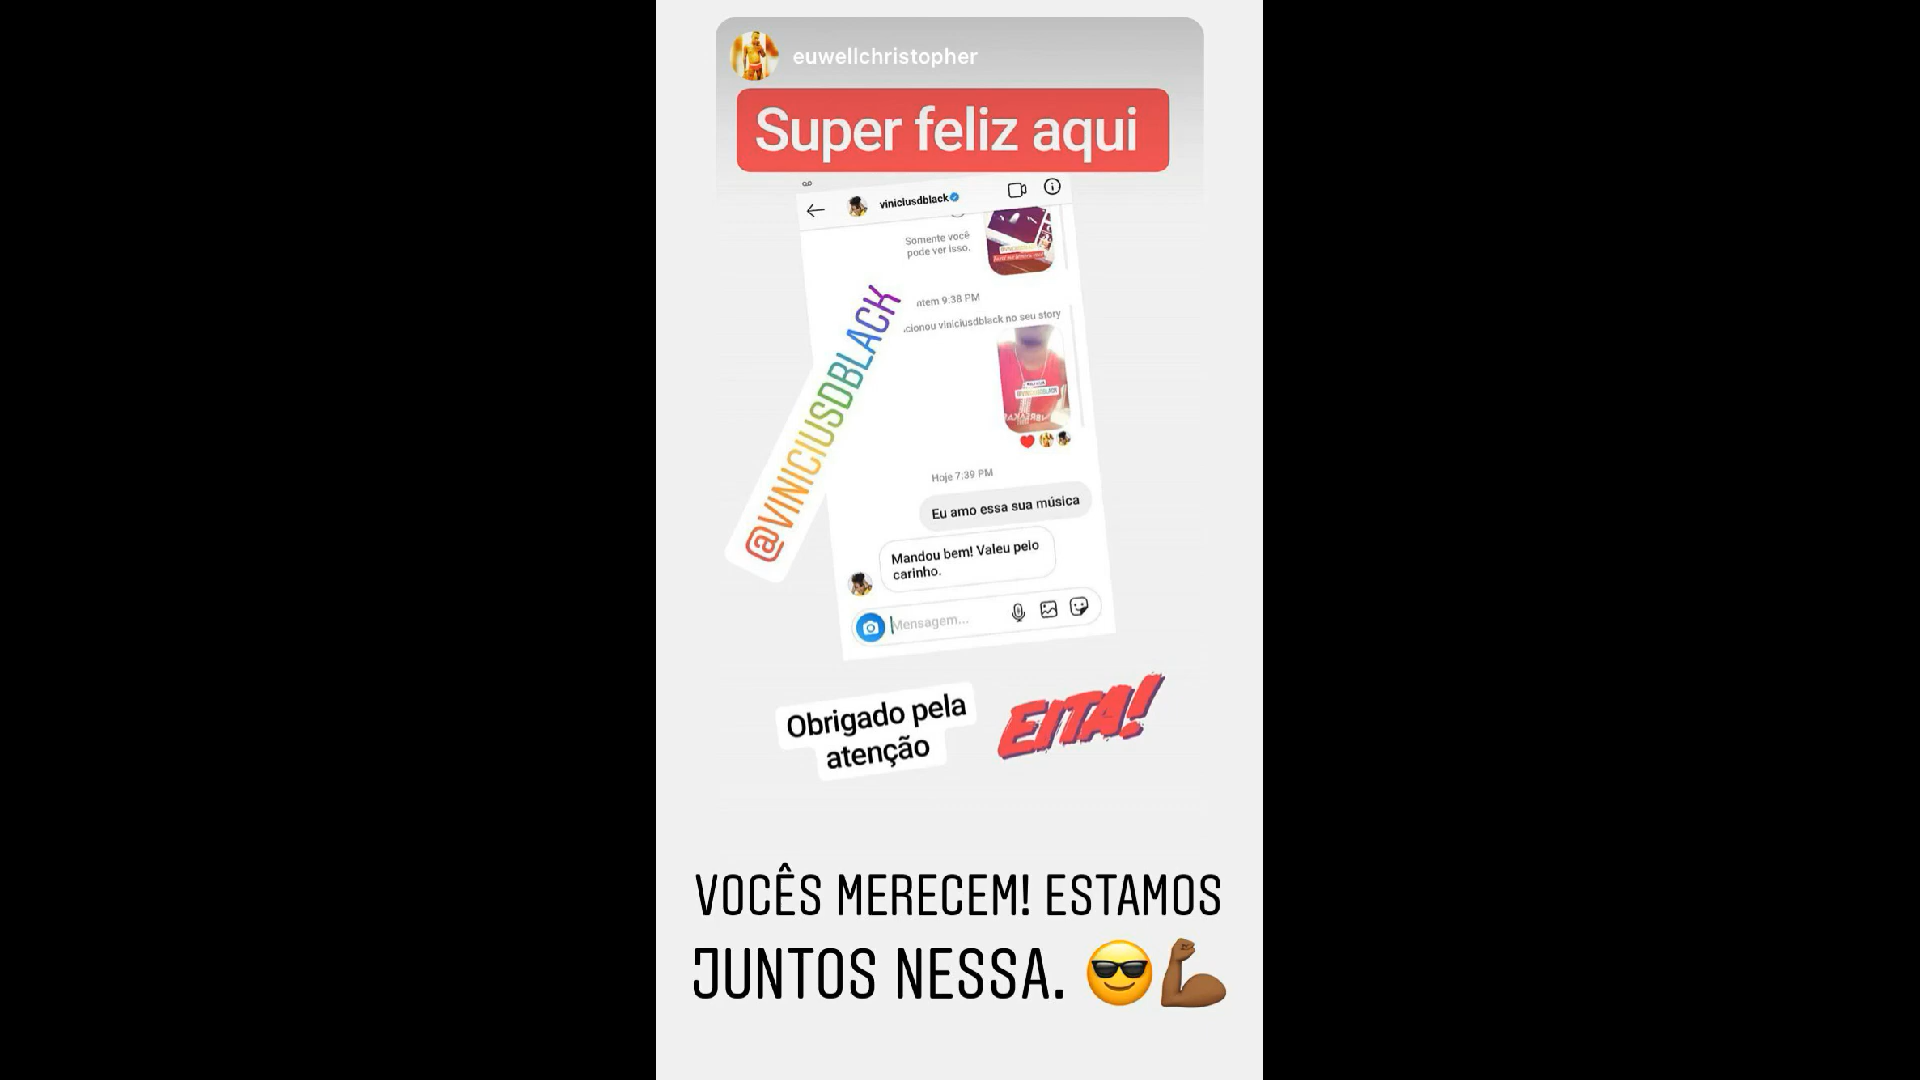 euwellchristopher
Super feliz aqui
viniciusdblack
Somente você
pode ver isso.
ntem 9:38 PM
cionou viniciusdblack no seu story
@VINICIUSDBLACK
Hoje 7:39 PM
Eu amo essa sua música
Mandou bem! Valeu pelo
carinho.
Mensagem...
Obrigado pela
atenção
EITA!
VOCÊS MERECEM! ESTAMOS
JUNTOS NESSA. 😎💪🏾